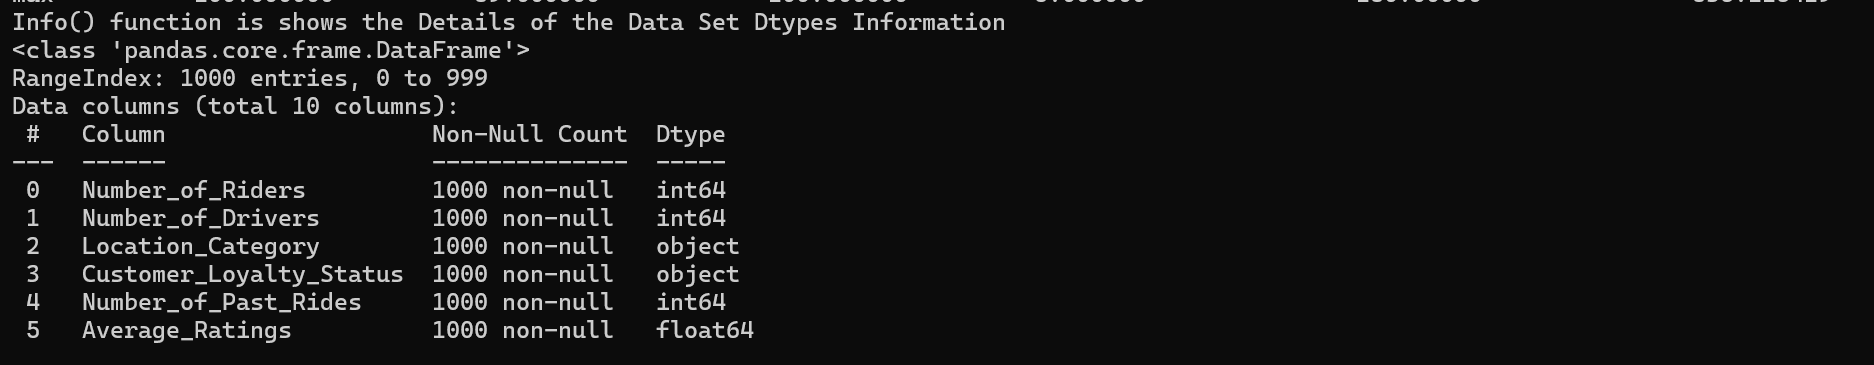 Info() function is shows the Details of the Data Set Dtypes Information
<class 'pandas.core.frame.DataFrame'>
RangeIndex: 1000 entries, 0 to 999
Data columns (total 10 columns):
 #   Column                   Non-Null Count  Dtype
---  ------                   --------------  -----
 0   Number_of_Riders         1000 non-null   int64
 1   Number_of_Drivers        1000 non-null   int64
 2   Location_Category        1000 non-null   object
 3   Customer_Loyalty_Status  1000 non-null   object
 4   Number_of_Past_Rides     1000 non-null   int64
 5   Average_Ratings          1000 non-null   float64